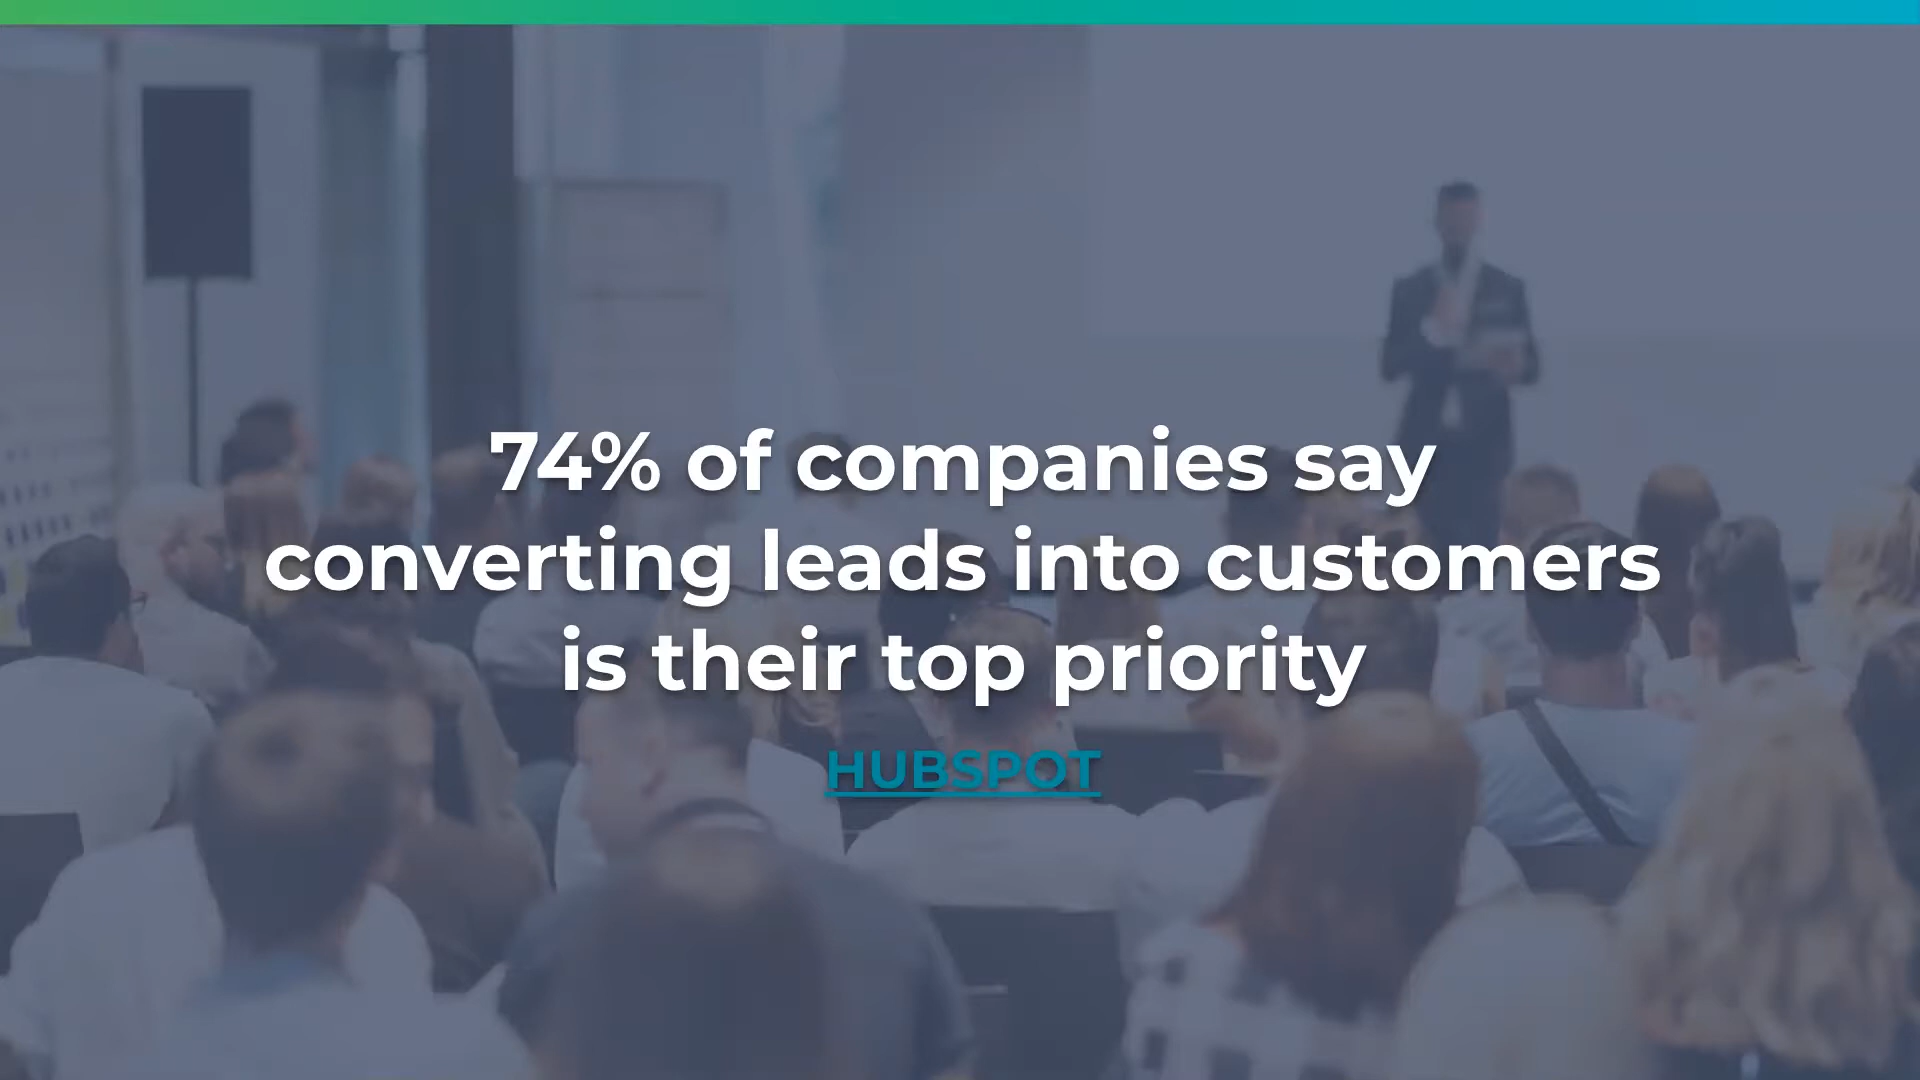 74% of companies say
converting leads into customers
is their top priority
HUBSPOT